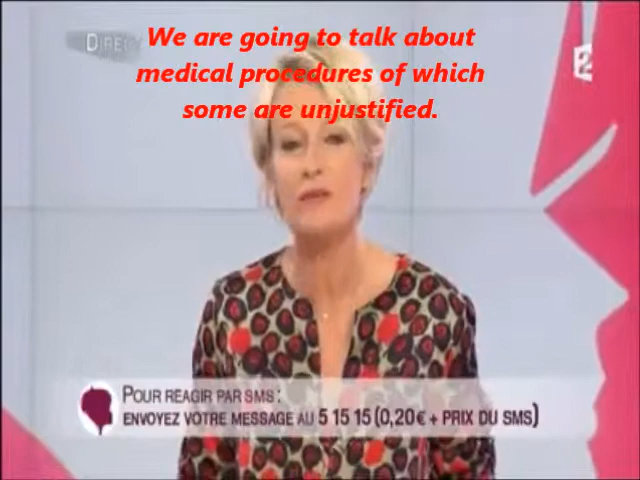 DIRECT
We are going to talk about
medical procedures of which
some are unjustified.
2
POUR RÉAGIR PAR SMS :
ENVOYEZ VOTRE MESSAGE AU 5 15 15 (0,20€ + PRIX DU SMS)